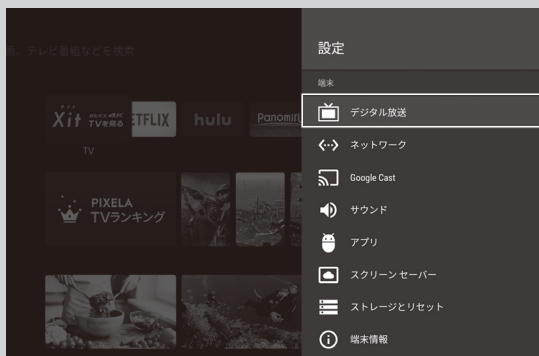 、テレビ番組などを検索
Xit TVを見る
ETFLIX
hulu
Panomiru
TV
PIXELA
TVランキング
設定
端末
デジタル放送
ネットワーク
Google Cast
サウンド
アプリ
スクリーン セーバー
ストレージとリセット
端末情報